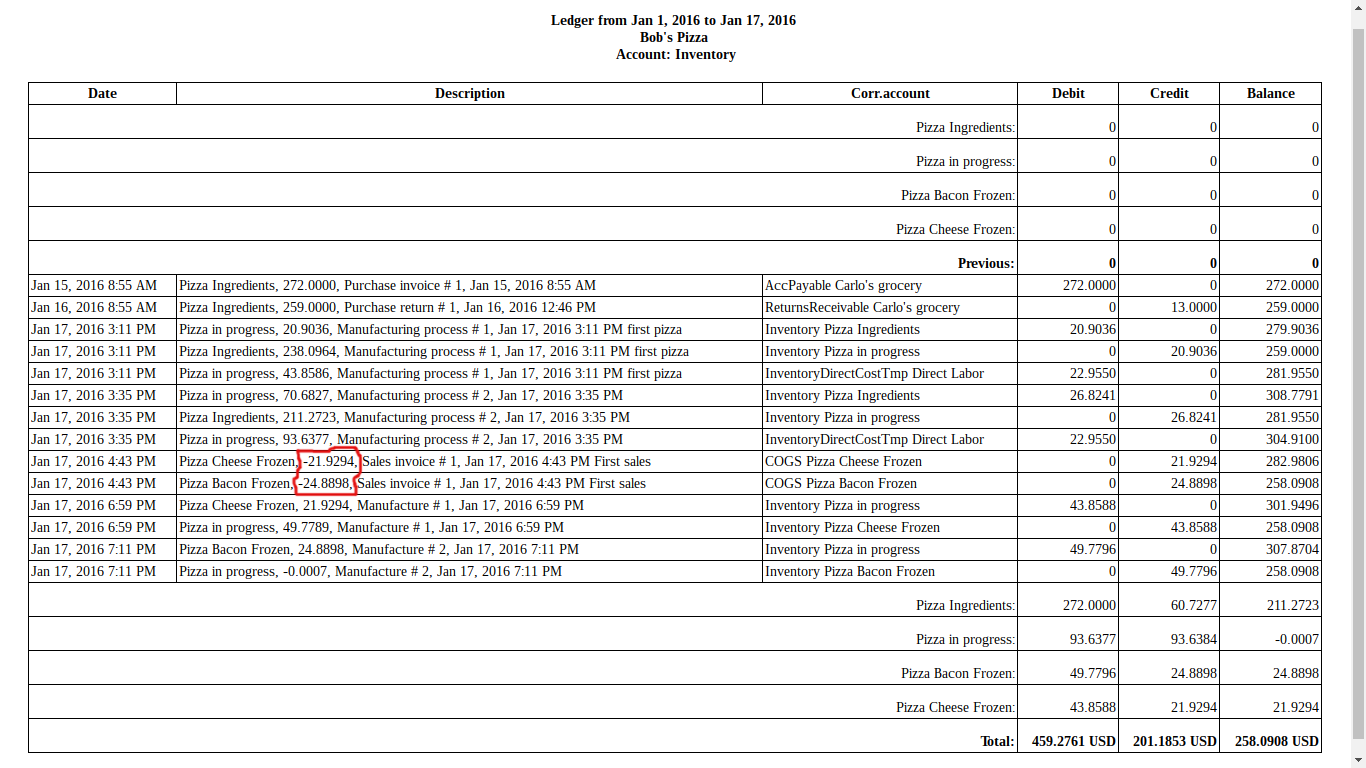 Ledger from Jan 1, 2016 to Jan 17, 2016
Bob's Pizza
Account: Inventory
Date Description Corr.account Debit Credit Balance
Pizza Ingredients: 0 0 0
Pizza in progress: 0 0 0
Pizza Bacon Frozen: 0 0 0
Pizza Cheese Frozen: 0 0 0
Previous: 0 0 0
Jan 15, 2016 8:55 AM Pizza Ingredients, 272.0000, Purchase invoice # 1, Jan 15, 2016 8:55 AM AccPayable Carlo's grocery 272.0000 0 272.0000
Jan 16, 2016 8:55 AM Pizza Ingredients, 259.0000, Purchase return # 1, Jan 16, 2016 12:46 PM ReturnsReceivable Carlo's grocery 0 13.0000 259.0000
Jan 17, 2016 3:11 PM Pizza in progress, 20.9036, Manufacturing process # 1, Jan 17, 2016 3:11 PM first pizza Inventory Pizza Ingredients 20.9036 0 279.9036
Jan 17, 2016 3:11 PM Pizza Ingredients, 238.0964, Manufacturing process # 1, Jan 17, 2016 3:11 PM first pizza Inventory Pizza in progress 0 20.9036 259.0000
Jan 17, 2016 3:11 PM Pizza in progress, 43.8586, Manufacturing process # 1, Jan 17, 2016 3:11 PM first pizza InventoryDirectCostTmp Direct Labor 22.9550 0 281.9550
Jan 17, 2016 3:35 PM Pizza in progress, 70.6827, Manufacturing process # 2, Jan 17, 2016 3:35 PM Inventory Pizza Ingredients 26.8241 0 308.7791
Jan 17, 2016 3:35 PM Pizza Ingredients, 211.2723, Manufacturing process # 2, Jan 17, 2016 3:35 PM Inventory Pizza in progress 0 26.8241 281.9550
Jan 17, 2016 3:35 PM Pizza in progress, 93.6377, Manufacturing process # 2, Jan 17, 2016 3:35 PM InventoryDirectCostTmp Direct Labor 22.9550 0 304.9100
Jan 17, 2016 4:43 PM Pizza Cheese Frozen, -21.9294, Sales invoice # 1, Jan 17, 2016 4:43 PM First sales COGS Pizza Cheese Frozen 0 21.9294 282.9806
Jan 17, 2016 4:43 PM Pizza Bacon Frozen, -24.8898, Sales invoice # 1, Jan 17, 2016 4:43 PM First sales COGS Pizza Bacon Frozen 0 24.8898 258.0908
Jan 17, 2016 6:59 PM Pizza Cheese Frozen, 21.9294, Manufacture # 1, Jan 17, 2016 6:59 PM Inventory Pizza in progress 43.8588 0 301.9496
Jan 17, 2016 6:59 PM Pizza in progress, 49.7789, Manufacture # 1, Jan 17, 2016 6:59 PM Inventory Pizza Cheese Frozen 0 43.8588 258.0908
Jan 17, 2016 7:11 PM Pizza Bacon Frozen, 24.8898, Manufacture # 2, Jan 17, 2016 7:11 PM Inventory Pizza in progress 49.7796 0 307.8704
Jan 17, 2016 7:11 PM Pizza in progress, -0.0007, Manufacture # 2, Jan 17, 2016 7:11 PM Inventory Pizza Bacon Frozen 0 49.7796 258.0908
Pizza Ingredients: 272.0000 60.7277 211.2723
Pizza in progress: 93.6377 93.6384 -0.0007
Pizza Bacon Frozen: 49.7796 24.8898 24.8898
Pizza Cheese Frozen: 43.8588 21.9294 21.9294
Total: 459.2761 USD 201.1853 USD 258.0908 USD